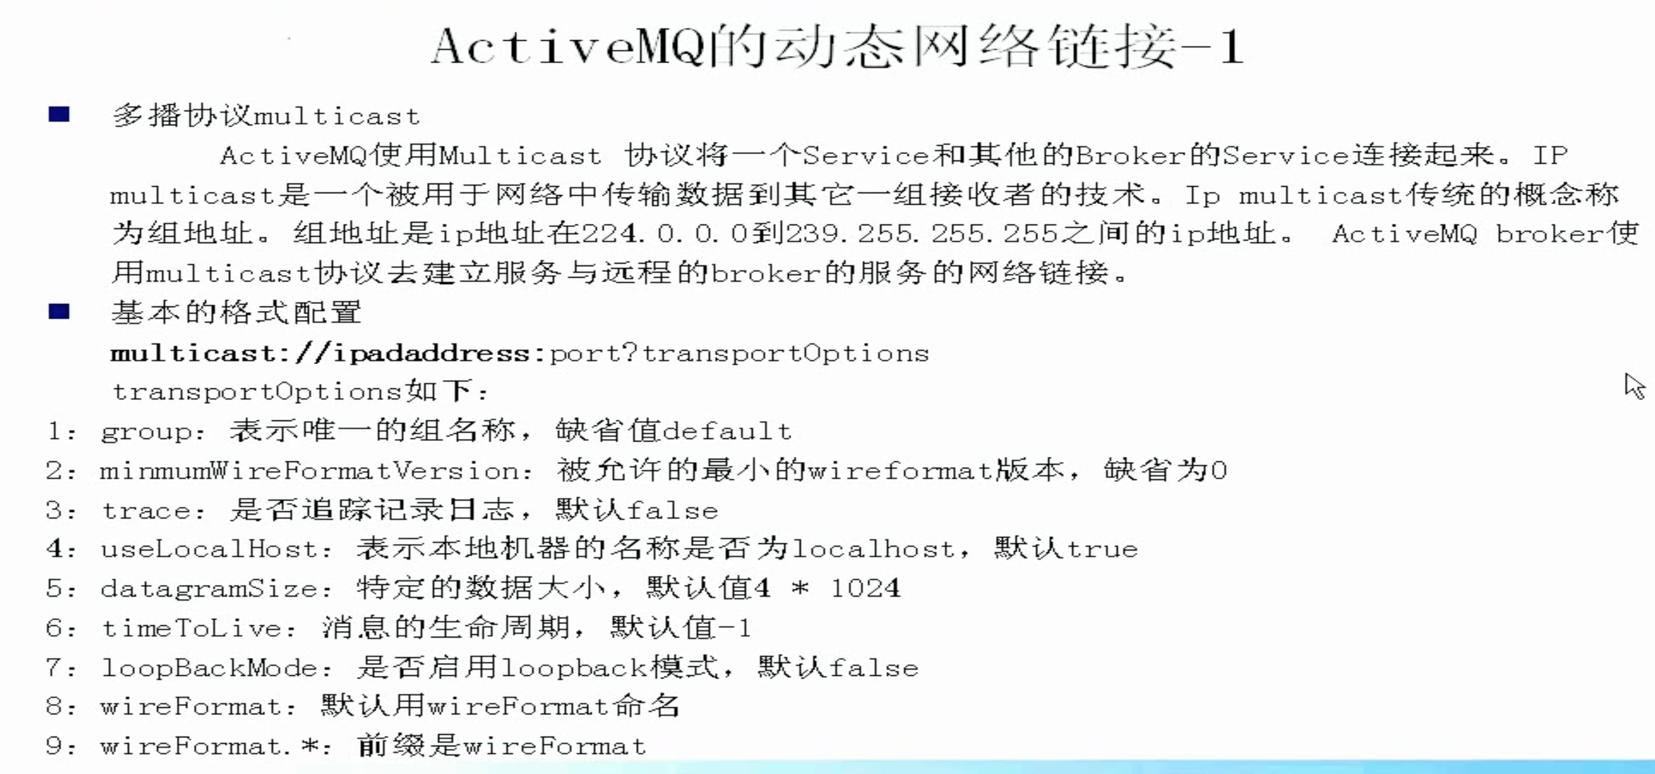 ActiveMQ的动态网络链接-1
多播协议multicast
ActiveMQ使用Multicast 协议将一个Service和其他的Broker的Service连接起来。IP
multicast是一个被用于网络中传输数据到其它一组接收者的技术。Ip multicast传统的概念称
为组地址。组地址是ip地址在224.0.0.0到239.255.255.255之间的ip地址。 ActiveMQ broker使
用multicast协议去建立服务与远程的broker的服务的网络链接。
基本的格式配置
multicast://ipadaddress:port?transportOptions
transportOptions如下：
1：group：表示唯一的组名称，缺省值default
2：minmumWireFormatVersion：被允许的最小的wireformat版本，缺省为0
3：trace：是否追踪记录日志，默认false
4：useLocalHost：表示本地机器的名称是否为localhost，默认true
5：datagramSize：特定的数据大小，默认值4 * 1024
6：timeToLive：消息的生命周期，默认值-1
7：loopBackMode：是否启用loopback模式，默认false
8：wireFormat：默认用wireFormat命名
9：wireFormat.*：前缀是wireFormat